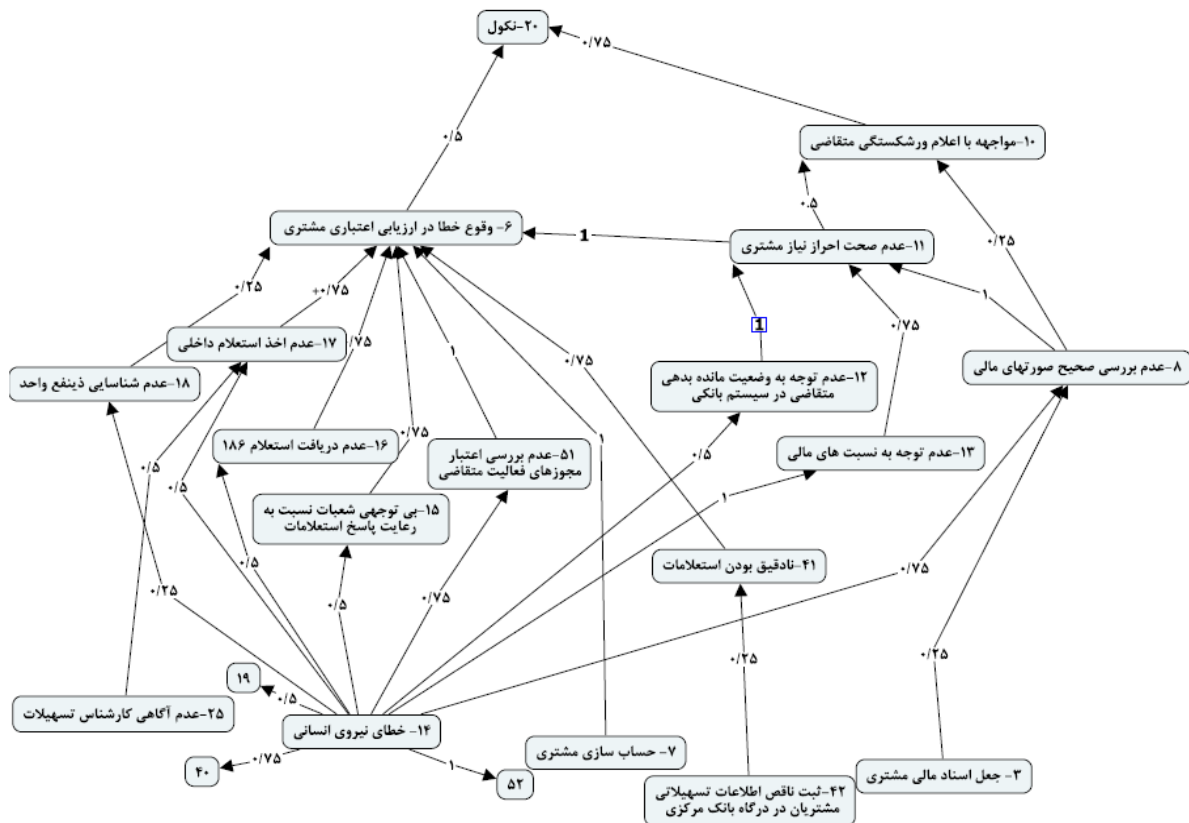 ۲۰-نکول
۰/۷۵
۰/۵
۱۰-مواجهه با اعلام ورشکستگی متقاضی
۰.۵
۶- وقوع خطا در ارزیابی اعتباری مشتری
1
۱۱-عدم صحت احراز نیاز مشتری
۰/۲۵
۰/۲۵
+۰/۷۵
۱
۱۷-عدم اخذ استعلام داخلی
۰/۷۵
۱
1
۰/۷۵
۱۸-عدم شناسایی ذینفع واحد
۰/۷۵
۱۲-عدم توجه به وضعیت مانده بدهی
متقاضی در سیستم بانکی
۸-عدم بررسی صحیح صورتهای مالی
۱۶-عدم دریافت استعلام ۱۸۶
۰/۷۵
۱
۵۱-عدم بررسی اعتبار
مجوزهای فعالیت متقاضی
۰/۵
۱۳-عدم توجه به نسبت های مالی
۰/۵
۰/۵
۱۵-بی توجهی شعبات نسبت به
رعایت پاسخ استعلامات
۱
۰/۵
۴۱-نادقیق بودن استعلامات
۰/۷۵
۰/۲۵
۰/۵
۰/۷۵
۰/۲۵
۰/۲۵
۱۹
۰/۵
۲۵-عدم آگاهی کارشناس تسهیلات
۱۴- خطای نیروی انسانی
۷- حساب سازی مشتری
۴۰
۰/۷۵
۱
۵۲
۴۲-ثبت ناقص اطلاعات تسهیلاتی
مشتریان در درگاه بانک مرکزی
۳- جعل اسناد مالی مشتری